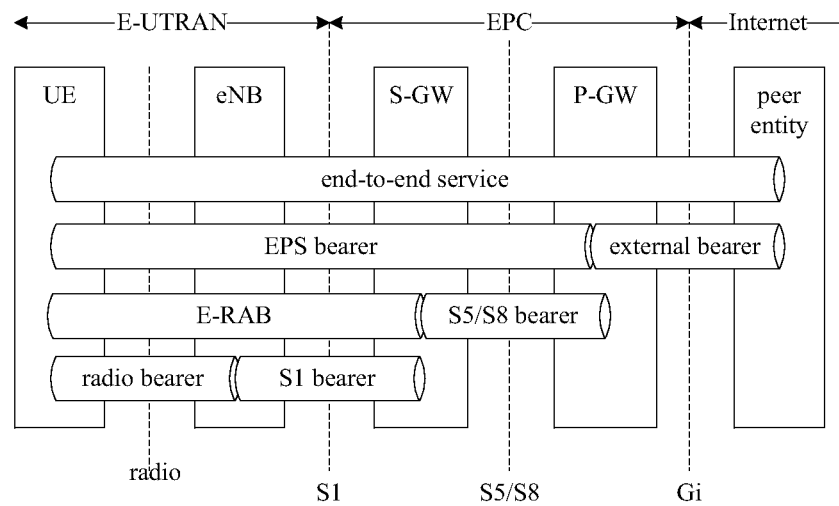 E-UTRAN EPC Internet
UE eNB S-GW P-GW peer
entity
end-to-end service
EPS bearer external bearer
E-RAB S5/S8 bearer
radio bearer S1 bearer
radio
S1 S5/S8 Gi